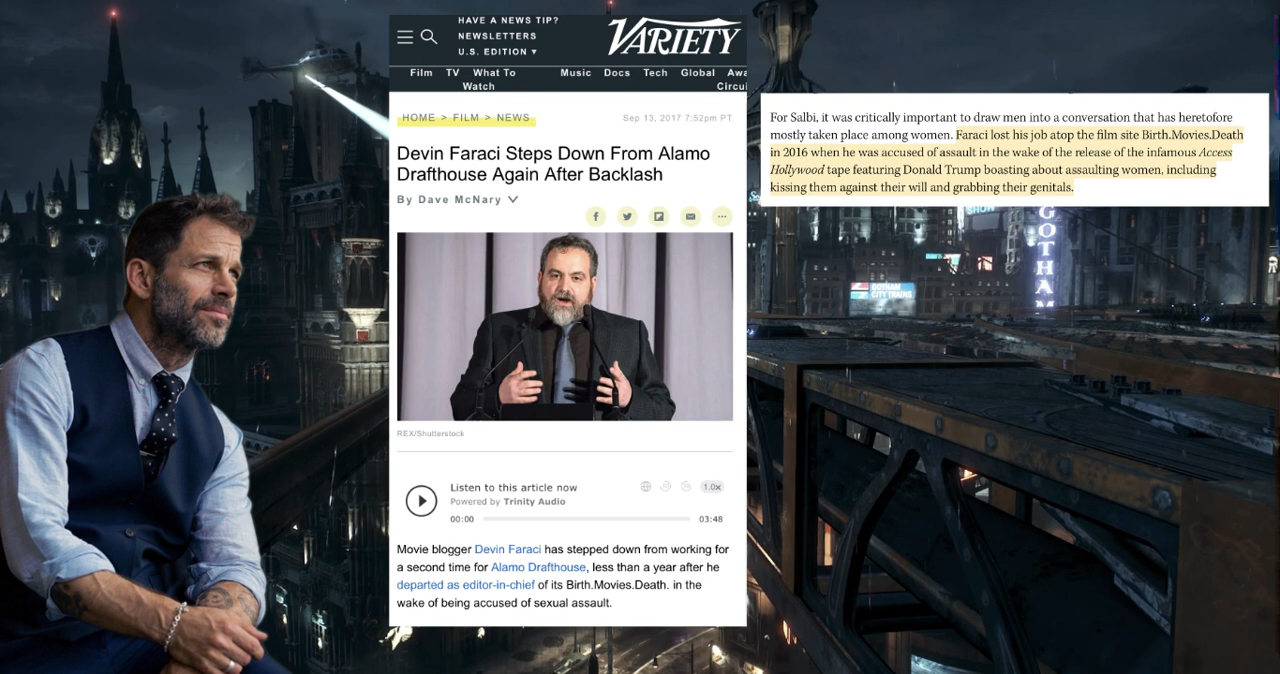 HAVE A NEWS TIP?
NEWSLETTERS
U.S. EDITION ▾
VARIETY
Film TV What To Watch Music Docs Tech Global Awa
Circui
HOME > FILM > NEWS
Sep 13, 2017 7:52pm PT
Devin Faraci Steps Down From Alamo
Drafthouse Again After Backlash
By Dave McNary
REX/Shutterstock
Listen to this article now
1.0x
Powered by Trinity Audio
00:00
03:48
Movie blogger Devin Faraci has stepped down from working for
a second time for Alamo Drafthouse, less than a year after he
departed as editor-in-chief of its Birth.Movies.Death. in the
wake of being accused of sexual assault.
For Salbi, it was critically important to draw men into a conversation that has heretofore
mostly taken place among women. Faraci lost his job atop the film site Birth.Movies.Death
in 2016 when he was accused of assault in the wake of the release of the infamous Access
Hollywood tape featuring Donald Trump boasting about assaulting women, including
kissing them against their will and grabbing their genitals.
SHOW
GOTHAM
GOTHAM
CITY TRAINS